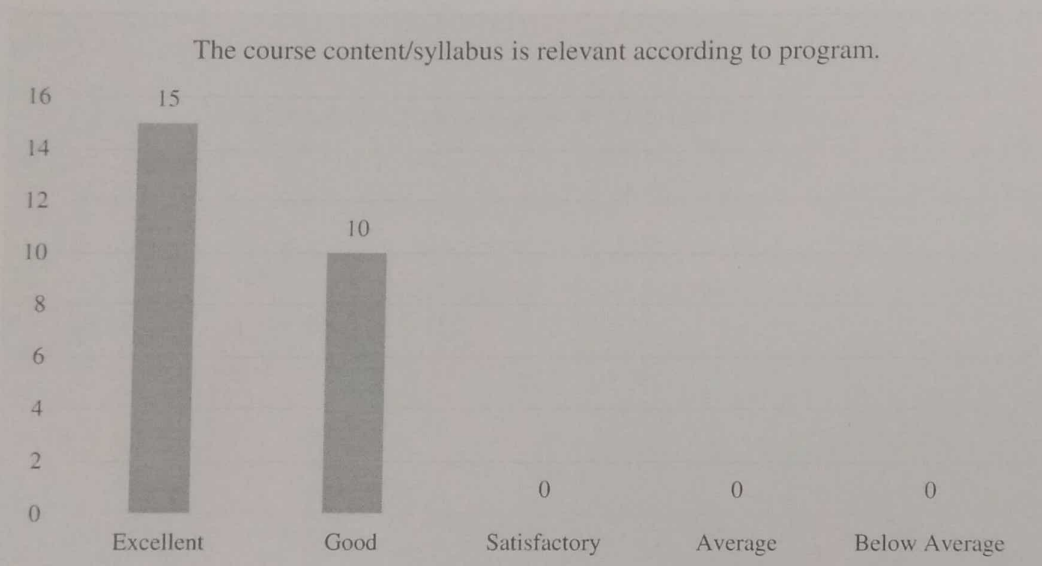 The course content/syllabus is relevant according to program.
16
15
14
12
10
10
8
6
4
2
0
0
0
0
Excellent
Good
Satisfactory
Average
Below Average